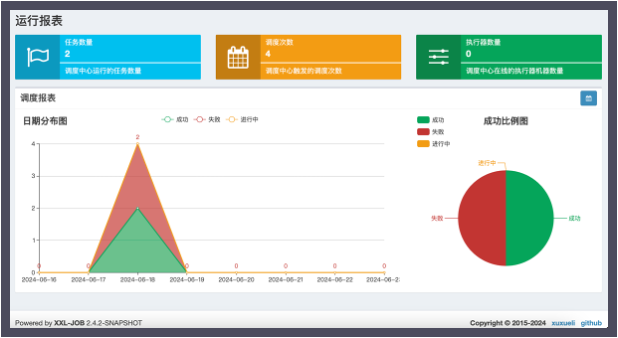 运行报表
任务数量
2
调度中心运行的任务数量
调度次数
4
调度中心触发的调度次数
执行器数量
0
调度中心在线的执行器机器数量
调度报表
日期分布图
成功 失败 进行中
2
4
3
2
1
0
0 0 0 0 0 0 0
2024-06-16 2024-06-17 2024-06-18 2024-06-19 2024-06-20 2024-06-21 2024-06-22 2024-06-2
成功
失败
进行中
成功比例图
进行中
失败
成功
Powered by XXL-JOB 2.4.2-SNAPSHOT
Copyright © 2015-2024 xuxueli github